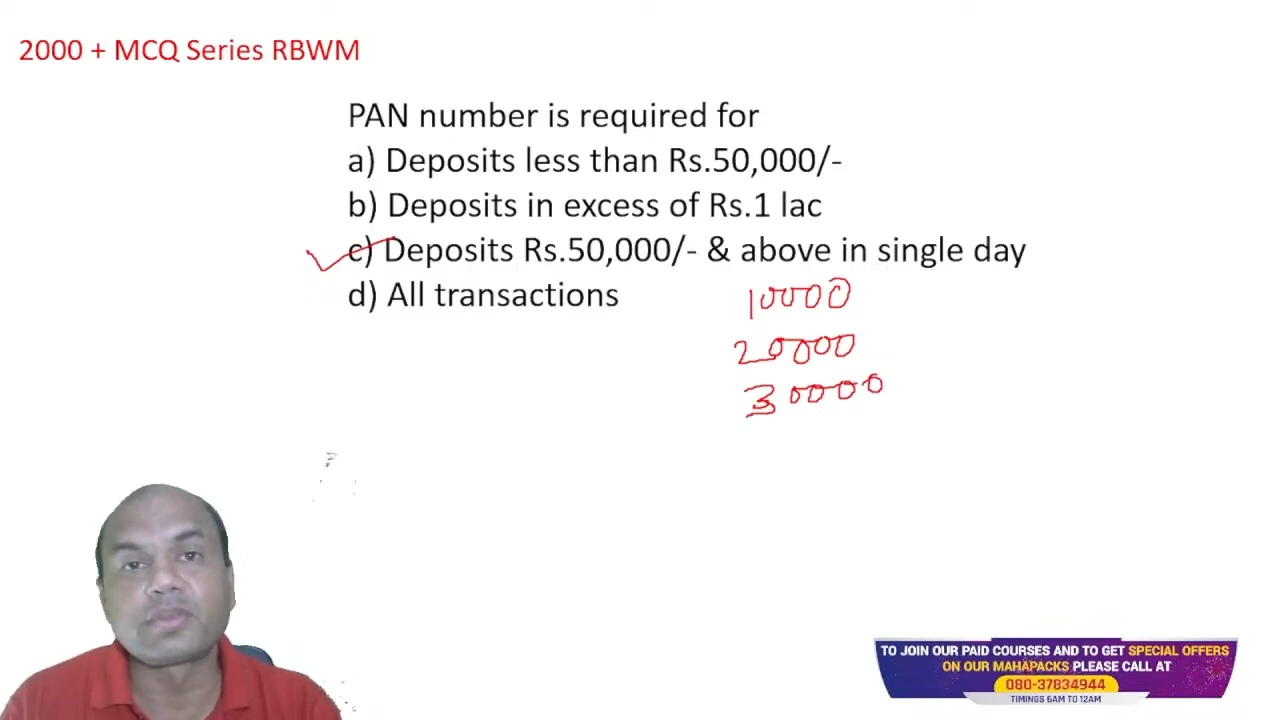 2000 + MCQ Series RBWM
PAN number is required for
a) Deposits less than Rs.50,000/-
b) Deposits in excess of Rs.1 lac
c) Deposits Rs.50,000/- & above in single day
d) All transactions
10000
20000
30000
TO JOIN OUR PAID COURSES AND TO GET SPECIAL OFFERS
ON OUR MAHAPACKS PLEASE CALL AT
080-37834944
TIMINGS 6AM TO 12AM